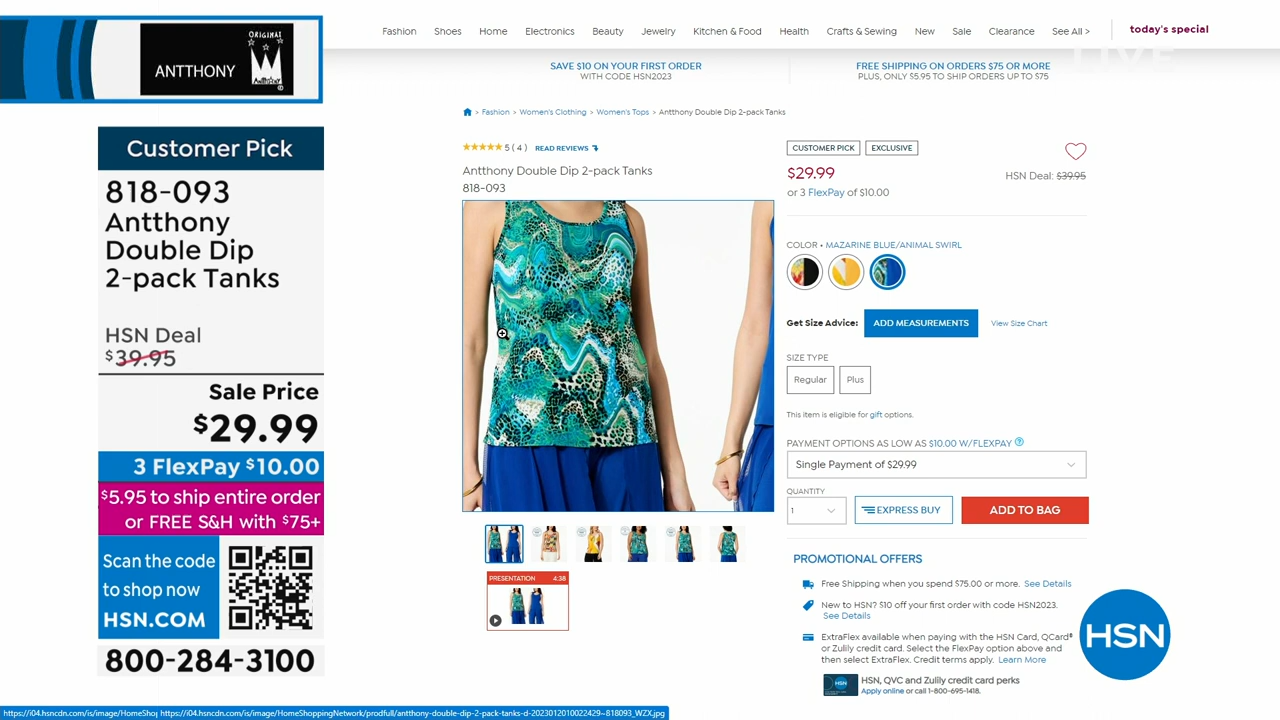 ORIGINAL
ANTTHONY
Customer Pick
818-093
Antthony
Double Dip
2-pack Tanks
HSN Deal
$39.95
Sale Price
$29.99
3 FlexPay $10.00
$5.95 to ship entire order
or FREE S&H with $75+
Scan the code
to shop now
HSN.COM
800-284-3100
Fashion Shoes Home Electronics Beauty Jewelry Kitchen & Food Health Crafts & Sewing New Sale Clearance See All > today's special
LIVE
SAVE $10 ON YOUR FIRST ORDER
WITH CODE HSN2023
FREE SHIPPING ON ORDERS $75 OR MORE
PLUS, ONLY $5.95 TO SHIP ORDERS UP TO $75
> Fashion > Women's Clothing > Women's Tops > Antthony Double Dip 2-pack Tanks
5 ( 4 ) READ REVIEWS
Antthony Double Dip 2-pack Tanks
818-093
CUSTOMER PICK EXCLUSIVE
$29.99
HSN Deal: $39.95
or 3 FlexPay of $10.00
COLOR • MAZARINE BLUE/ANIMAL SWIRL
Get Size Advice: ADD MEASUREMENTS View Size Chart
SIZE TYPE
Regular Plus
This item is eligible for gift options.
PAYMENT OPTIONS AS LOW AS $10.00 W/FLEXPAY ?
Single Payment of $29.99
QUANTITY
1 EXPRESS BUY ADD TO BAG
PRESENTATION 4:38
PROMOTIONAL OFFERS
Free Shipping when you spend $75.00 or more. See Details
New to HSN? $10 off your first order with code HSN2023.
See Details
ExtraFlex available when paying with the HSN Card, QCard®
or Zulily credit card. Select the FlexPay option above and
then select ExtraFlex. Credit terms apply. Learn More
HSN, QVC and Zulily credit card perks
Apply online or call 1-800-695-1418.
HSN
https://i04.hsncdn.com/is/image/HomeShop https://i04.hsncdn.com/is/image/HomeShoppingNetwork/prodfull/antthony-double-dip-2-pack-tanks-d-2023012010022429~818093_WZX.jpg